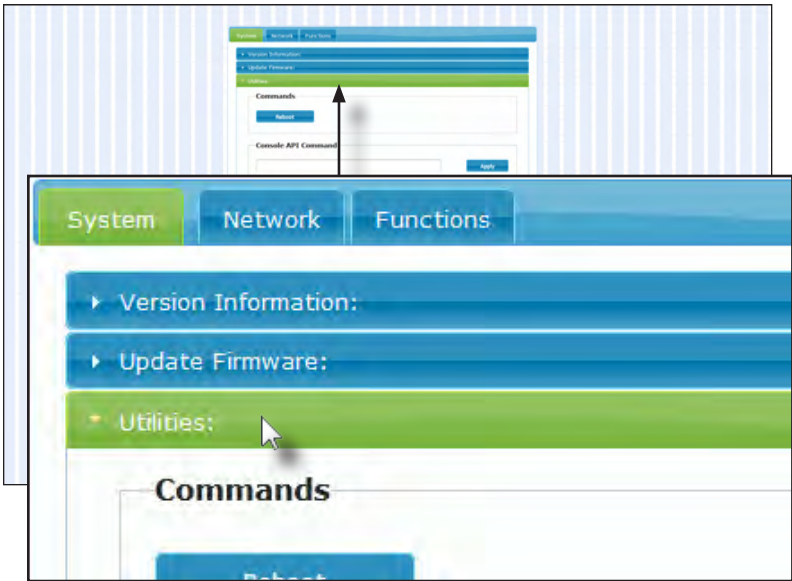 System Network Functions
Version Information:
Update Firmware:
Utilities:
Commands
Reboot
Console API Command
Apply
System Network Functions
Version Information:
Update Firmware:
Utilities:
Commands
Reboot